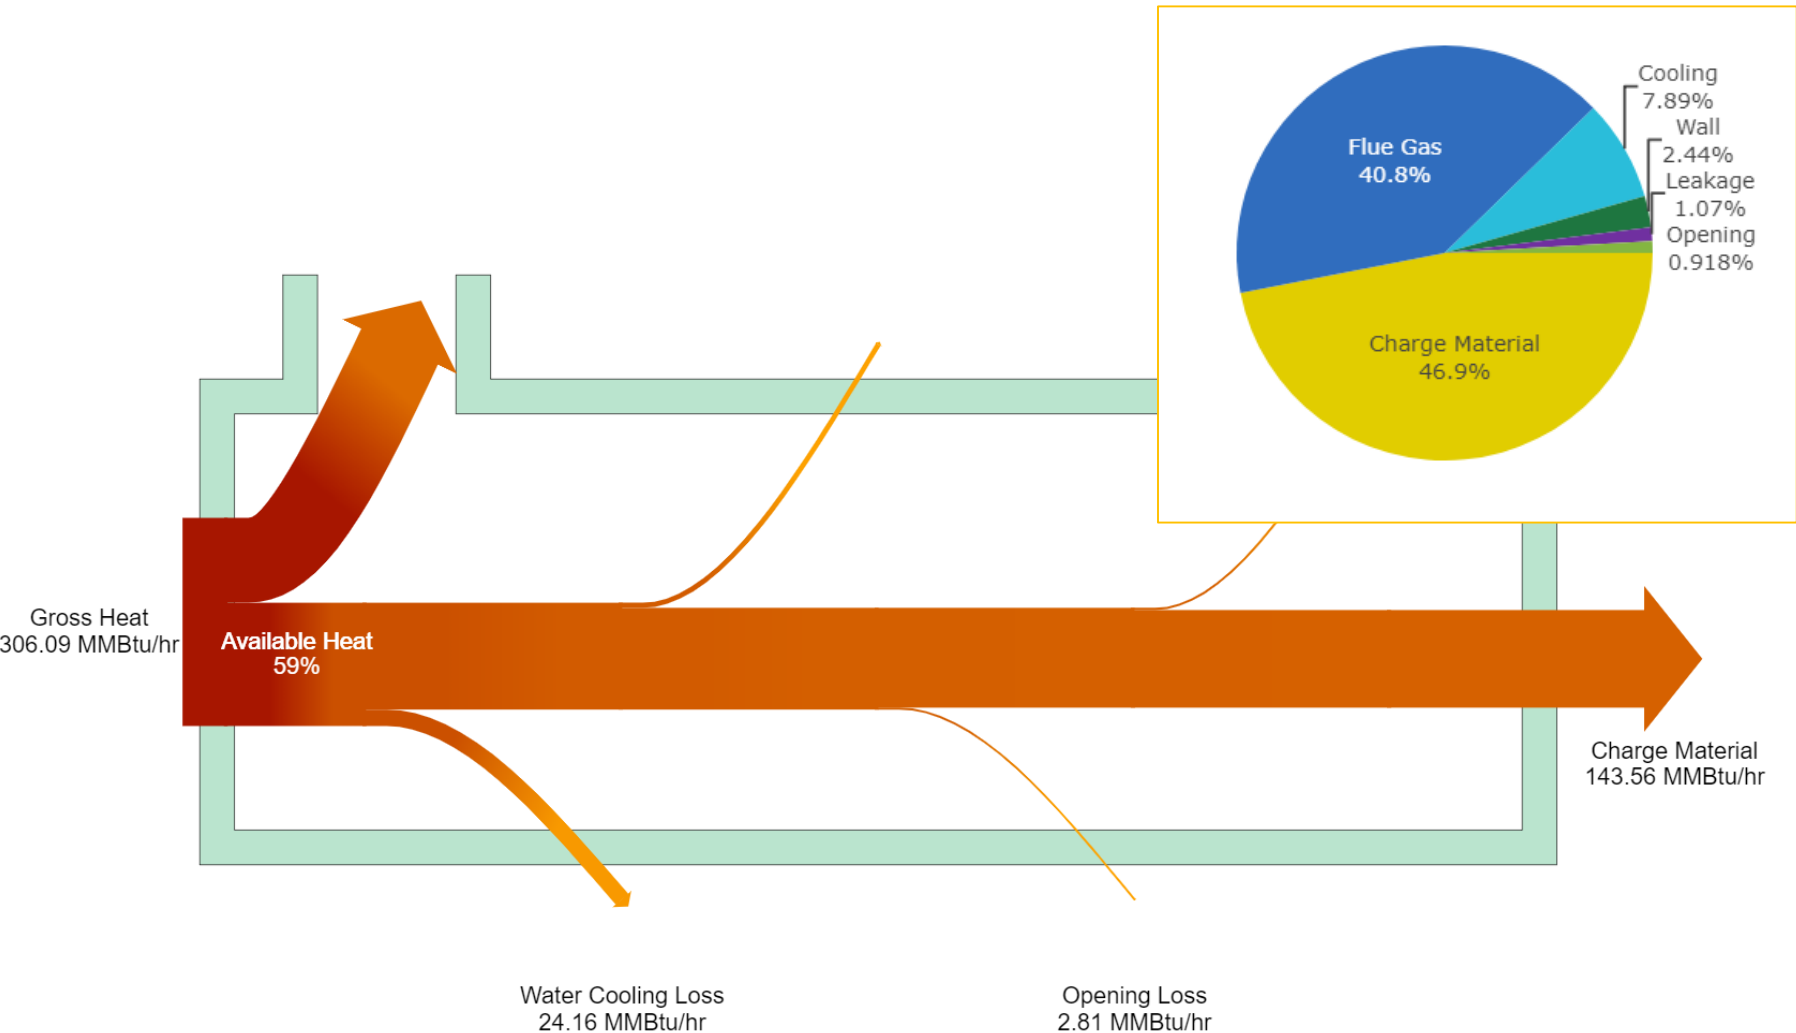 Cooling
7.89%
Wall
2.44%
Leakage
1.07%
Opening
0.918%
Flue Gas
40.8%
Charge Material
46.9%
Gross Heat
306.09 MMBtu/hr
Available Heat
59%
Charge Material
143.56 MMBtu/hr
Water Cooling Loss
24.16 MMBtu/hr
Opening Loss
2.81 MMBtu/hr